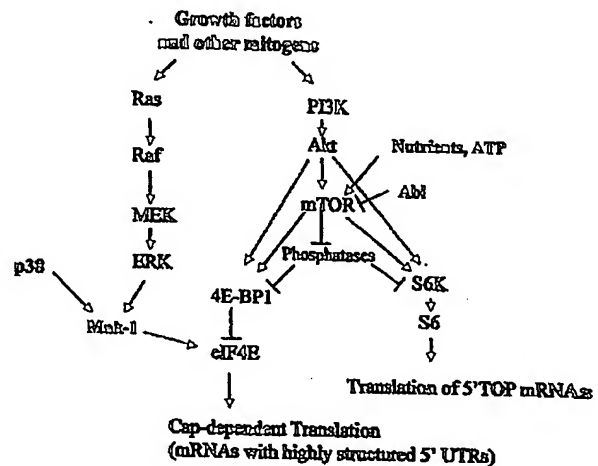 Growth factors
and other mitogens
Ras
PI3K
Raf
Akt
Nutrients, ATP
Abl
mTOR
MEK
Phosphatases
ERK
p38
S6K
4E-BP1
Mnk-1
S6
eIF4E
Translation of 5'TOP mRNAs
Cap-dependent Translation
(mRNAs with highly structured 5' UTRs)